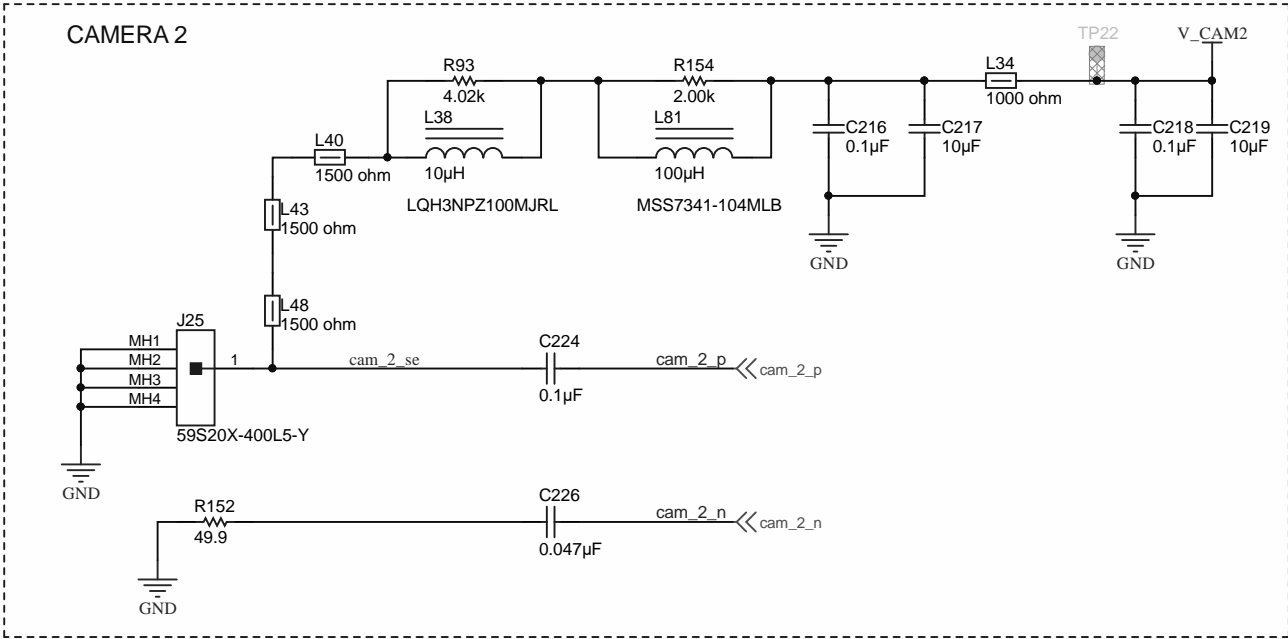 CAMERA 2
TP22
V_CAM2
R93
4.02k
R154
2.00k
L34
1000 ohm
L38
10µH
LQH3NPZ100MJRL
L81
100µH
MSS7341-104MLB
C216
0.1µF
C217
10µF
C218
0.1µF
C219
10µF
GND
GND
L40
1500 ohm
L43
1500 ohm
L48
1500 ohm
J25
MH1
MH2
MH3
MH4
1
59S20X-400L5-Y
GND
cam_2_se
C224
0.1µF
cam_2_p
cam_2_p
R152
49.9
GND
C226
0.047µF
cam_2_n
cam_2_n